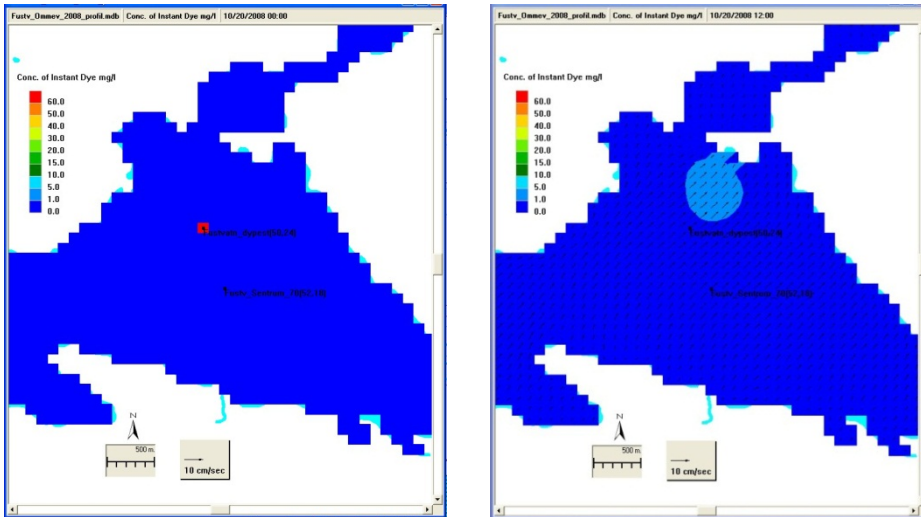 Fustv_Ommev_2008_profil.mdb Conc. of Instant Dye mg/l 10/20/2008 00:00
Conc. of Instant Dye mg/l
60.0
50.0
40.0
30.0
20.0
15.0
10.0
5.0
1.0
0.0
N
500 m.
10 cm/sec
Fustv_Ommev_2008_profil.mdb Conc. of Instant Dye mg/l 10/20/2008 12:00
Conc. of Instant Dye mg/l
60.0
50.0
40.0
30.0
20.0
15.0
10.0
5.0
1.0
0.0
N
500 m.
10 cm/sec